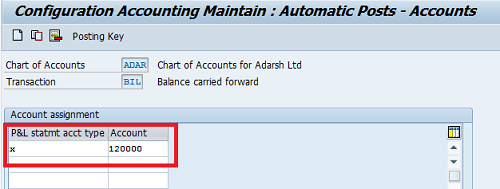 Configuration Accounting Maintain : Automatic Posts - Accounts
Posting Key
Chart of Accounts ADAR Chart of Accounts for Adarsh Ltd
Transaction BIL Balance carried forward
Account assignment
P&L statmt acct type Account
x 120000